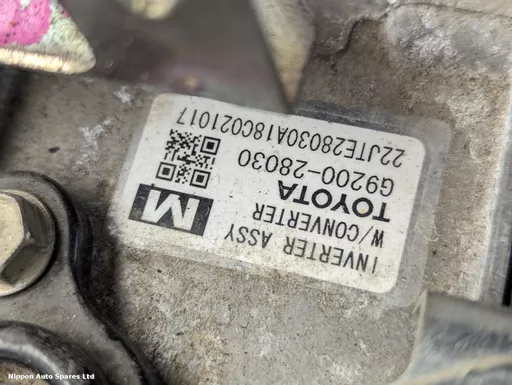 INVERTER ASSY
W/CONVERTER
TOYOTA
G9200-28030
22JTE28030A18C021017
M
Nippon Auto Spares Ltd